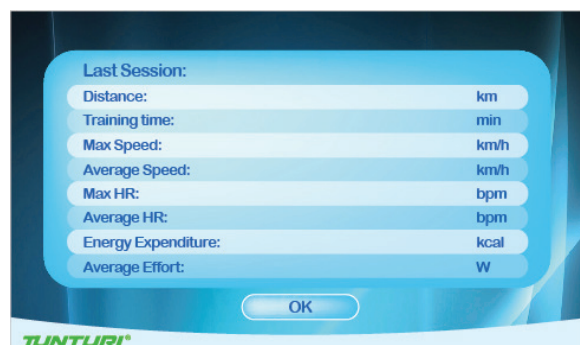 Last Session:
Distance: km
Training time: min
Max Speed: km/h
Average Speed: km/h
Max HR: bpm
Average HR: bpm
Energy Expenditure: kcal
Average Effort: W
OK
TUNTURI®